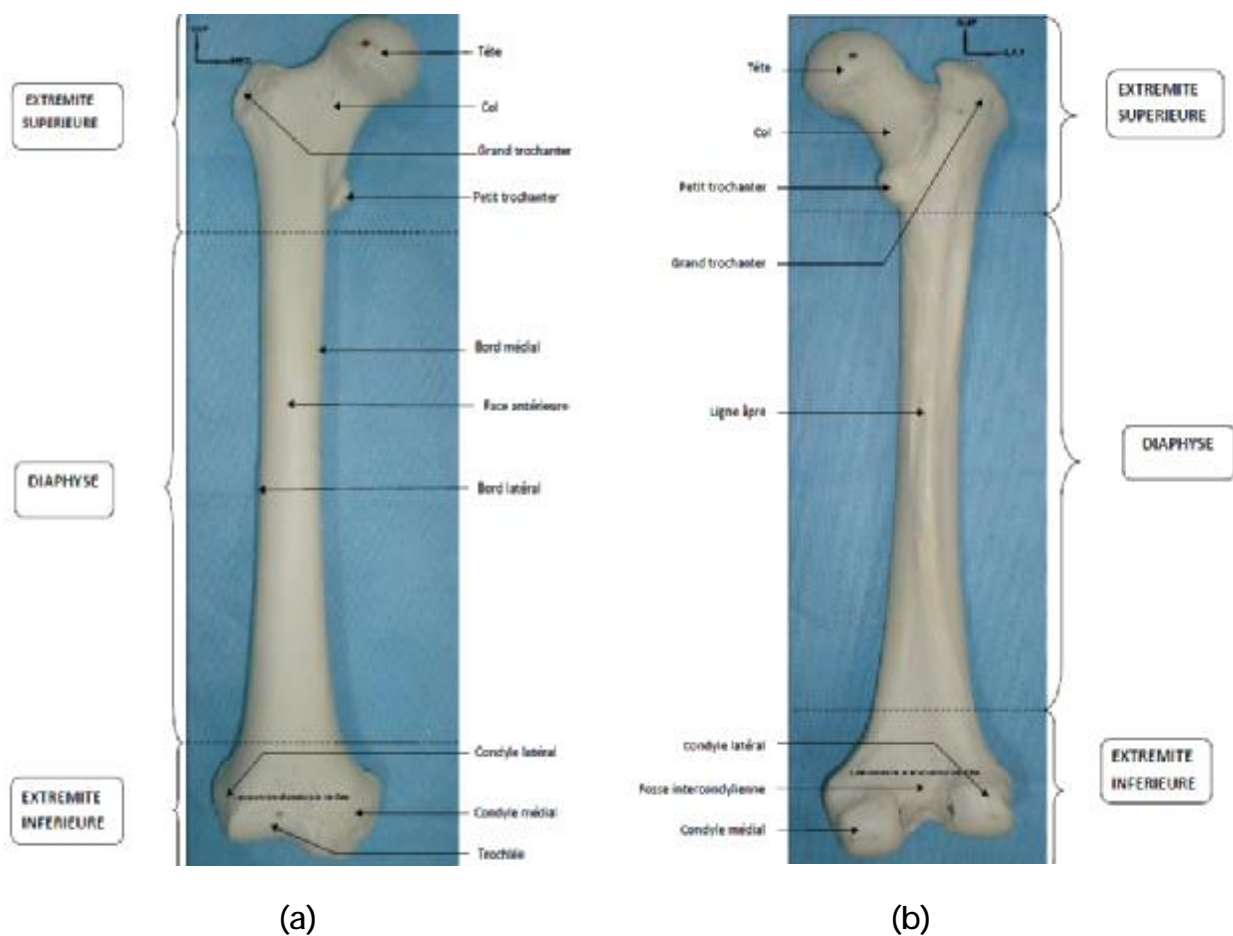 EXTREMITE
SUPERIEURE
DIAPHYSE
EXTREMITE
INFERIEURE
Tête
Col
Grand trochanter
Petit trochanter
Bord médial
Face antérieure
Bord latéral
Condyle latéral
Condyle médial
Trochlée
(a)
Tête
Col
Petit trochanter
Grand trochanter
Ligne âpre
Condyle latéral
Fosse intercondylienne
Condyle médial
EXTREMITE
SUPERIEURE
DIAPHYSE
EXTREMITE
INFERIEURE
(b)